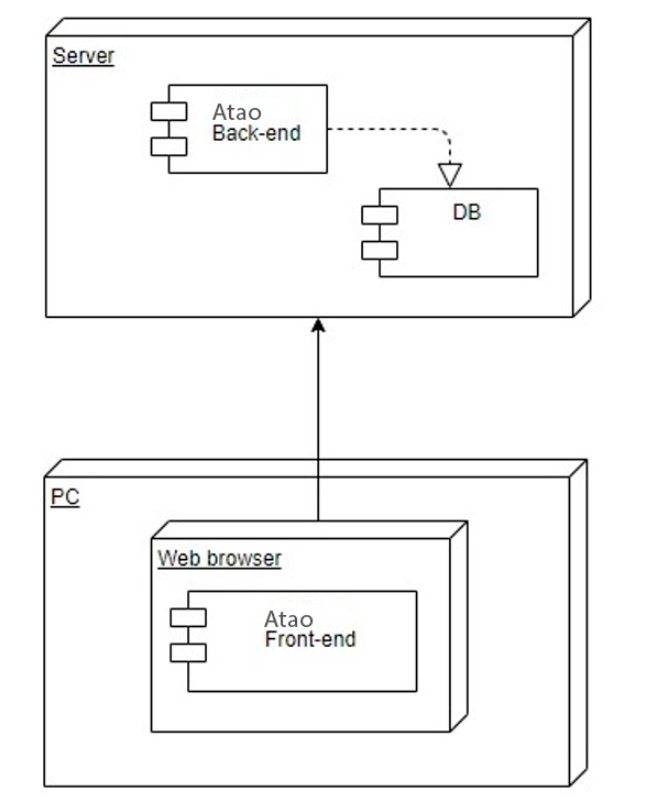 Server
Atao
Back-end
DB
PC
Web browser
Atao
Front-end